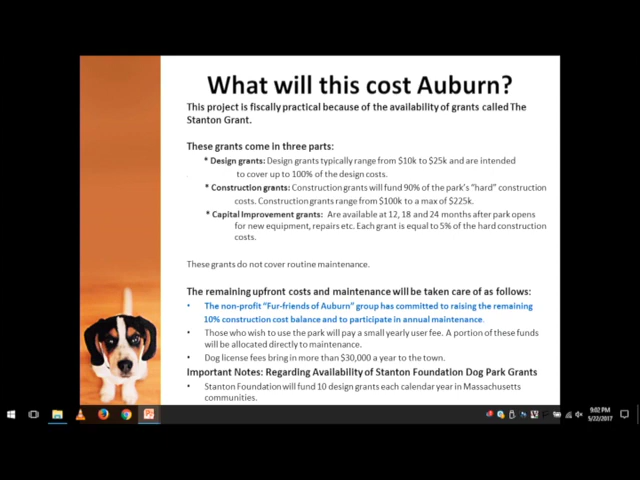 What will this cost Auburn?
This project is fiscally practical because of the availability of grants called The
Stanton Grant.
These grants come in three parts:
* Design grants: Design grants typically range from $10k to $25k and are intended
to cover up to 100% of the design costs.
* Construction grants: Construction grants will fund 90% of the park's "hard" construction
costs. Construction grants range from $100k to a max of $225k.
* Capital Improvement grants: Are available at 12, 18 and 24 months after park opens
for new equipment, repairs etc. Each grant is equal to 5% of the hard construction
costs.
These grants do not cover routine maintenance.
The remaining upfront costs and maintenance will be taken care of as follows:
• The non-profit "Fur-friends of Auburn" group has committed to raising the remaining
10% construction cost balance and to participate in annual maintenance.
• Those who wish to use the park will pay a small yearly user fee. A portion of these funds
will be allocated directly to maintenance.
• Dog license fees bring in more than $30,000 a year to the town.
Important Notes: Regarding Availability of Stanton Foundation Dog Park Grants
• Stanton Foundation will fund 10 design grants each calendar year in Massachusetts
communities.
9:02 PM
5/22/2017